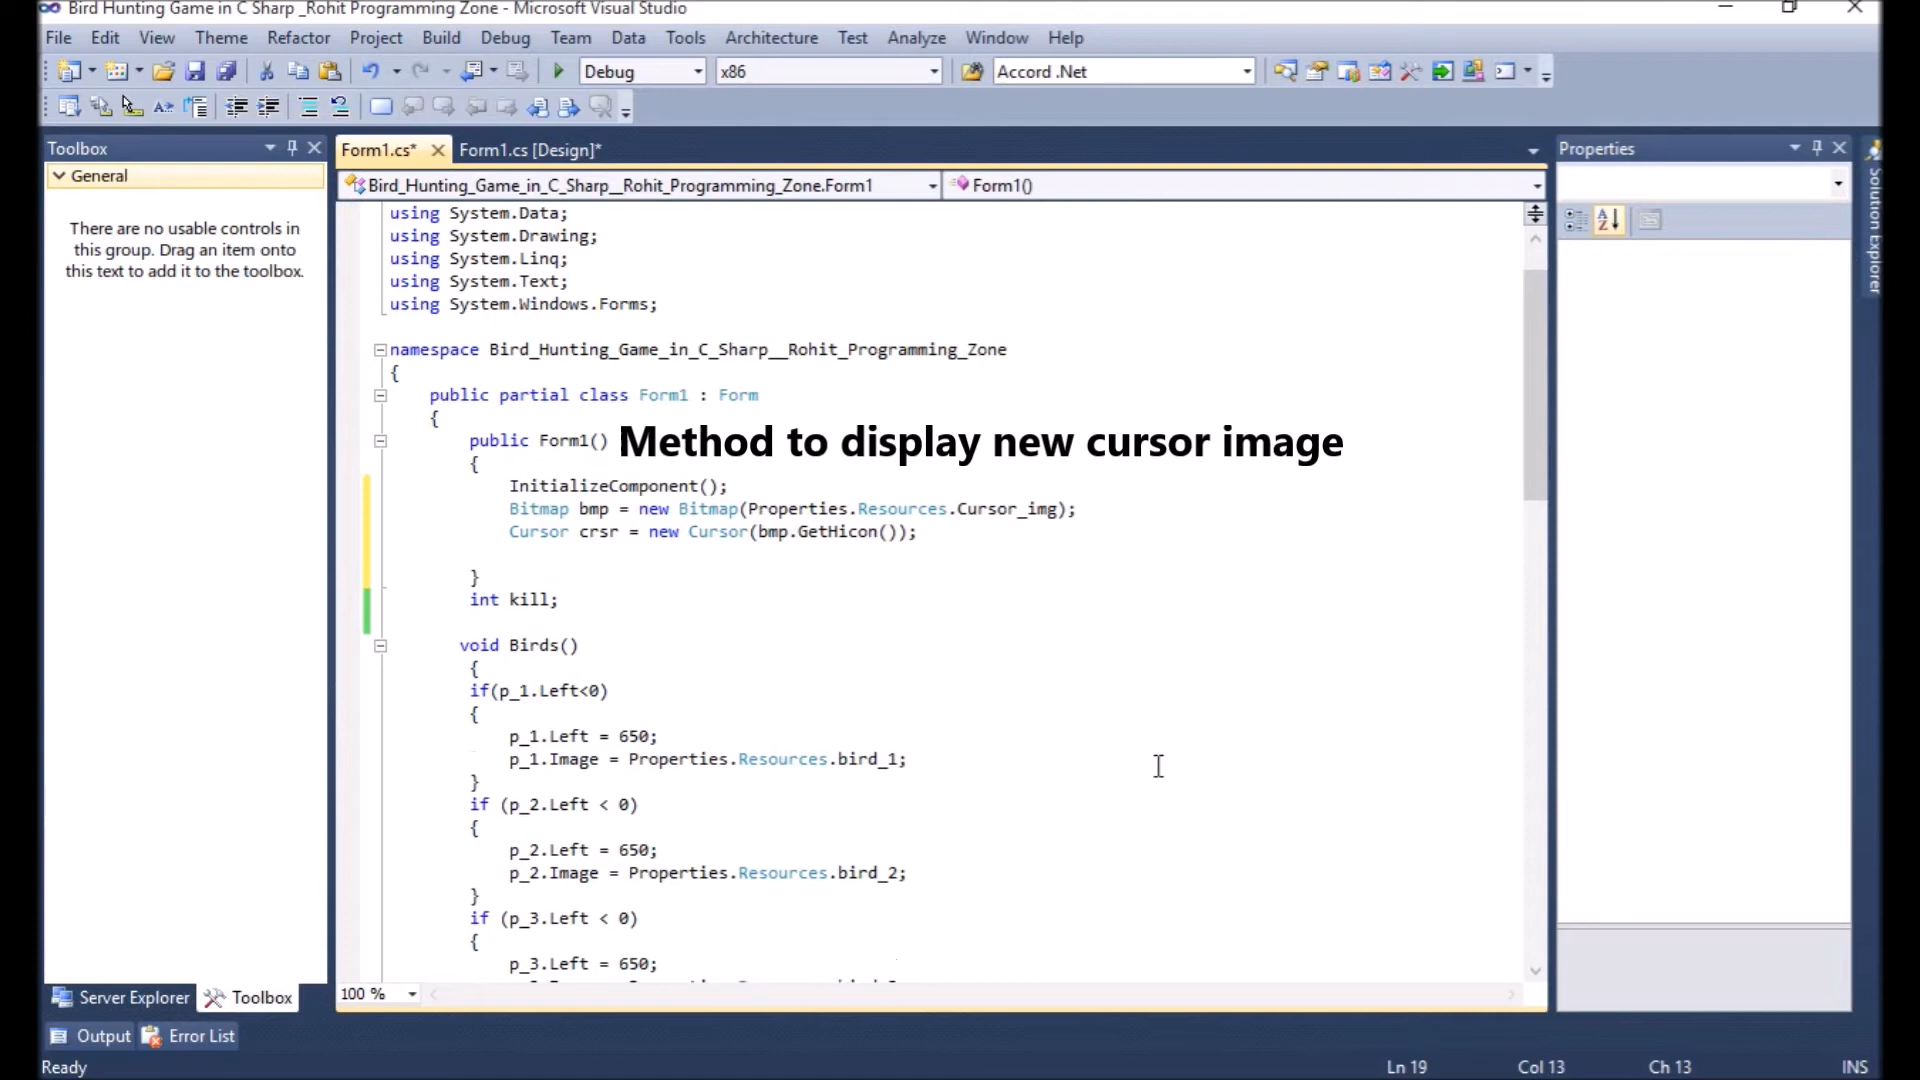 Bird Hunting Game in C Sharp _Rohit Programming Zone - Microsoft Visual Studio
File Edit View Theme Refactor Project Build Debug Team Data Tools Architecture Test Analyze Window Help
Debug x86 Accord .Net
Toolbox
General
There are no usable controls in
this group. Drag an item onto
this text to add it to the toolbox.
Form1.cs* Form1.cs [Design]*
Bird_Hunting_Game_in_C_Sharp__Rohit_Programming_Zone.Form1 Form1()
using System.Data;
using System.Drawing;
using System.Linq;
using System.Text;
using System.Windows.Forms;
namespace Bird_Hunting_Game_in_C_Sharp__Rohit_Programming_Zone
{
public partial class Form1 : Form
{
public Form1()
Method to display new cursor image
{
InitializeComponent();
Bitmap bmp = new Bitmap(Properties.Resources.Cursor_img);
Cursor crsr = new Cursor(bmp.GetHicon());
}
int kill;
void Birds()
{
if(p_1.Left<0)
{
p_1.Left = 650;
p_1.Image = Properties.Resources.bird_1;
}
if (p_2.Left < 0)
{
p_2.Left = 650;
p_2.Image = Properties.Resources.bird_2;
}
if (p_3.Left < 0)
{
p_3.Left = 650;
100 %
Properties
Solution Explorer
Server Explorer Toolbox
Output Error List
Ready Ln 19 Col 13 Ch 13 INS